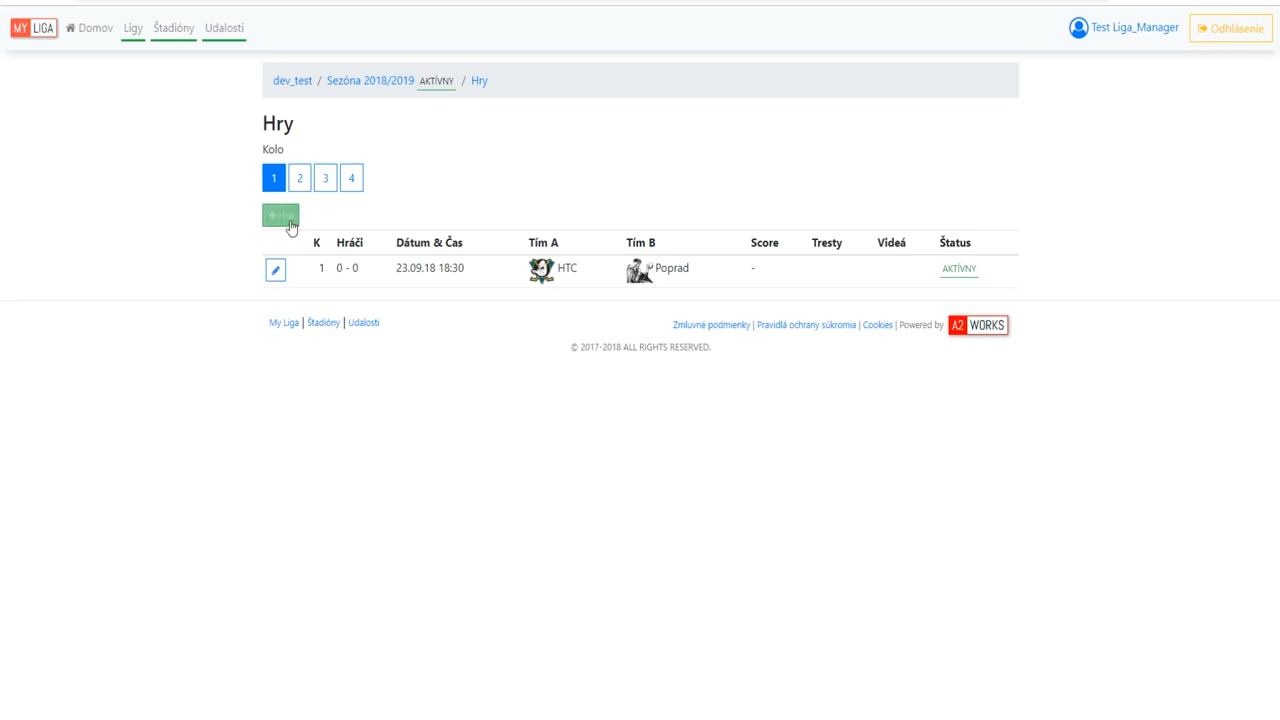 MY LIGA Domov Ligy Štadióny Udalosti Test Liga_Manager Odhlásenie
dev_test / Sezóna 2018/2019 AKTÍVNY / Hry
Hry
Kolo
1 2 3 4
Hra
K Hráči Dátum & Čas Tím A Tím B Score Tresty Videá Štatus
1 0 - 0 23.09.18 18:30 HTC Poprad - AKTÍVNY
My Liga | Štadióny | Udalosti
Zmluvné podmienky | Pravidlá ochrany súkromia | Cookies | Powered by A2 WORKS
© 2017-2018 ALL RIGHTS RESERVED.